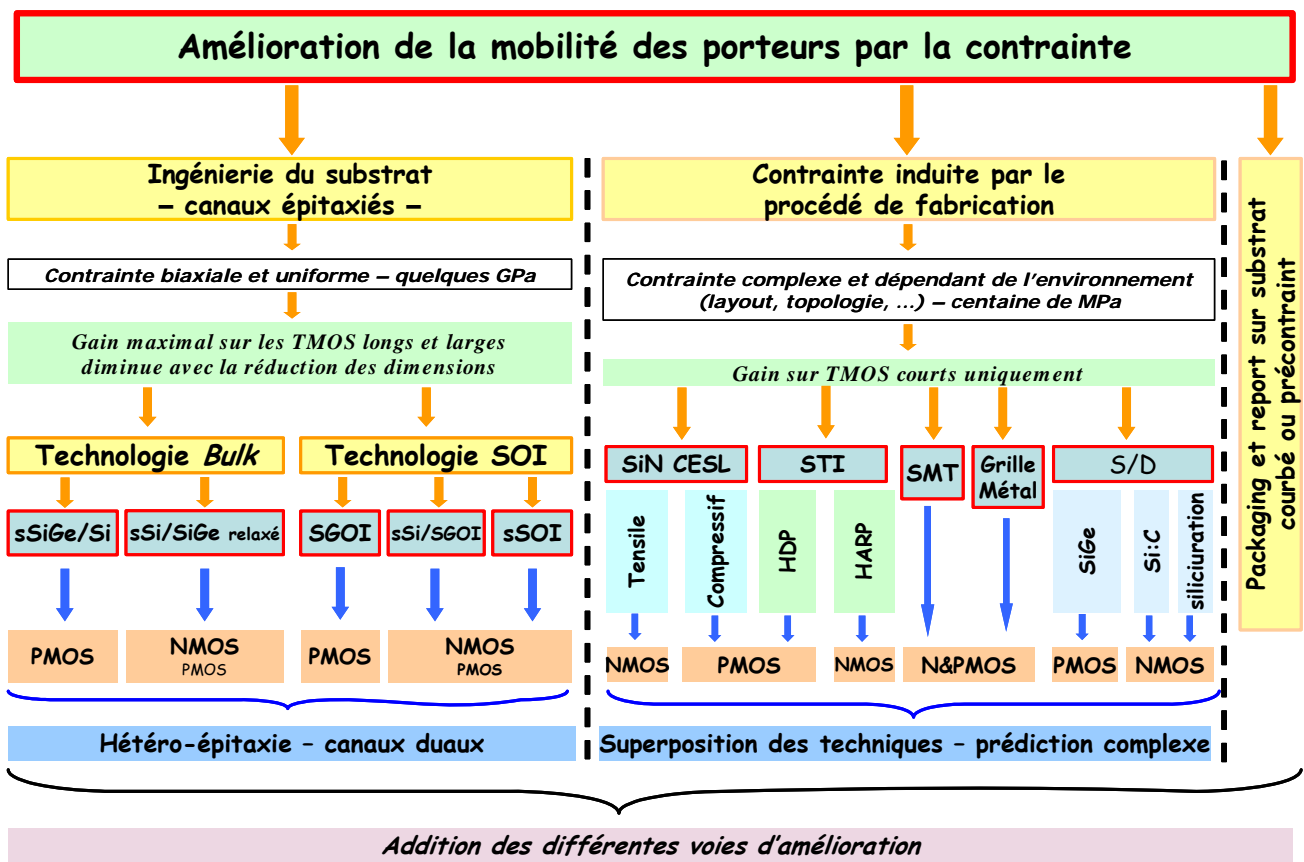 Amélioration de la mobilité des porteurs par la contrainte
Ingénierie du substrat
– canaux épitaxiés –
Contrainte biaxiale et uniforme – quelques GPa
Gain maximal sur les TMOS longs et larges
diminue avec la réduction des dimensions
Technologie Bulk
Technologie SOI
sSiGe/Si
sSi/SiGe relaxé
SGOI
sSi/SGOI
sSOI
PMOS
NMOS
PMOS
PMOS
NMOS
PMOS
Hétéro-épitaxie – canaux duaux
Contrainte induite par le
procédé de fabrication
Contrainte complexe et dépendant de l'environnement
(layout, topologie, ...) – centaine de MPa
Gain sur TMOS courts uniquement
SiN CESL
STI
SMT
Grille
Métal
S/D
Tensile
Compressif
HDP
HARP
SiGe
Si:C
siliciuration
NMOS
PMOS
NMOS
N&PMOS
PMOS
NMOS
Superposition des techniques – prédiction complexe
Packaging et report sur substrat
courbé ou précontraint
Addition des différentes voies d'amélioration